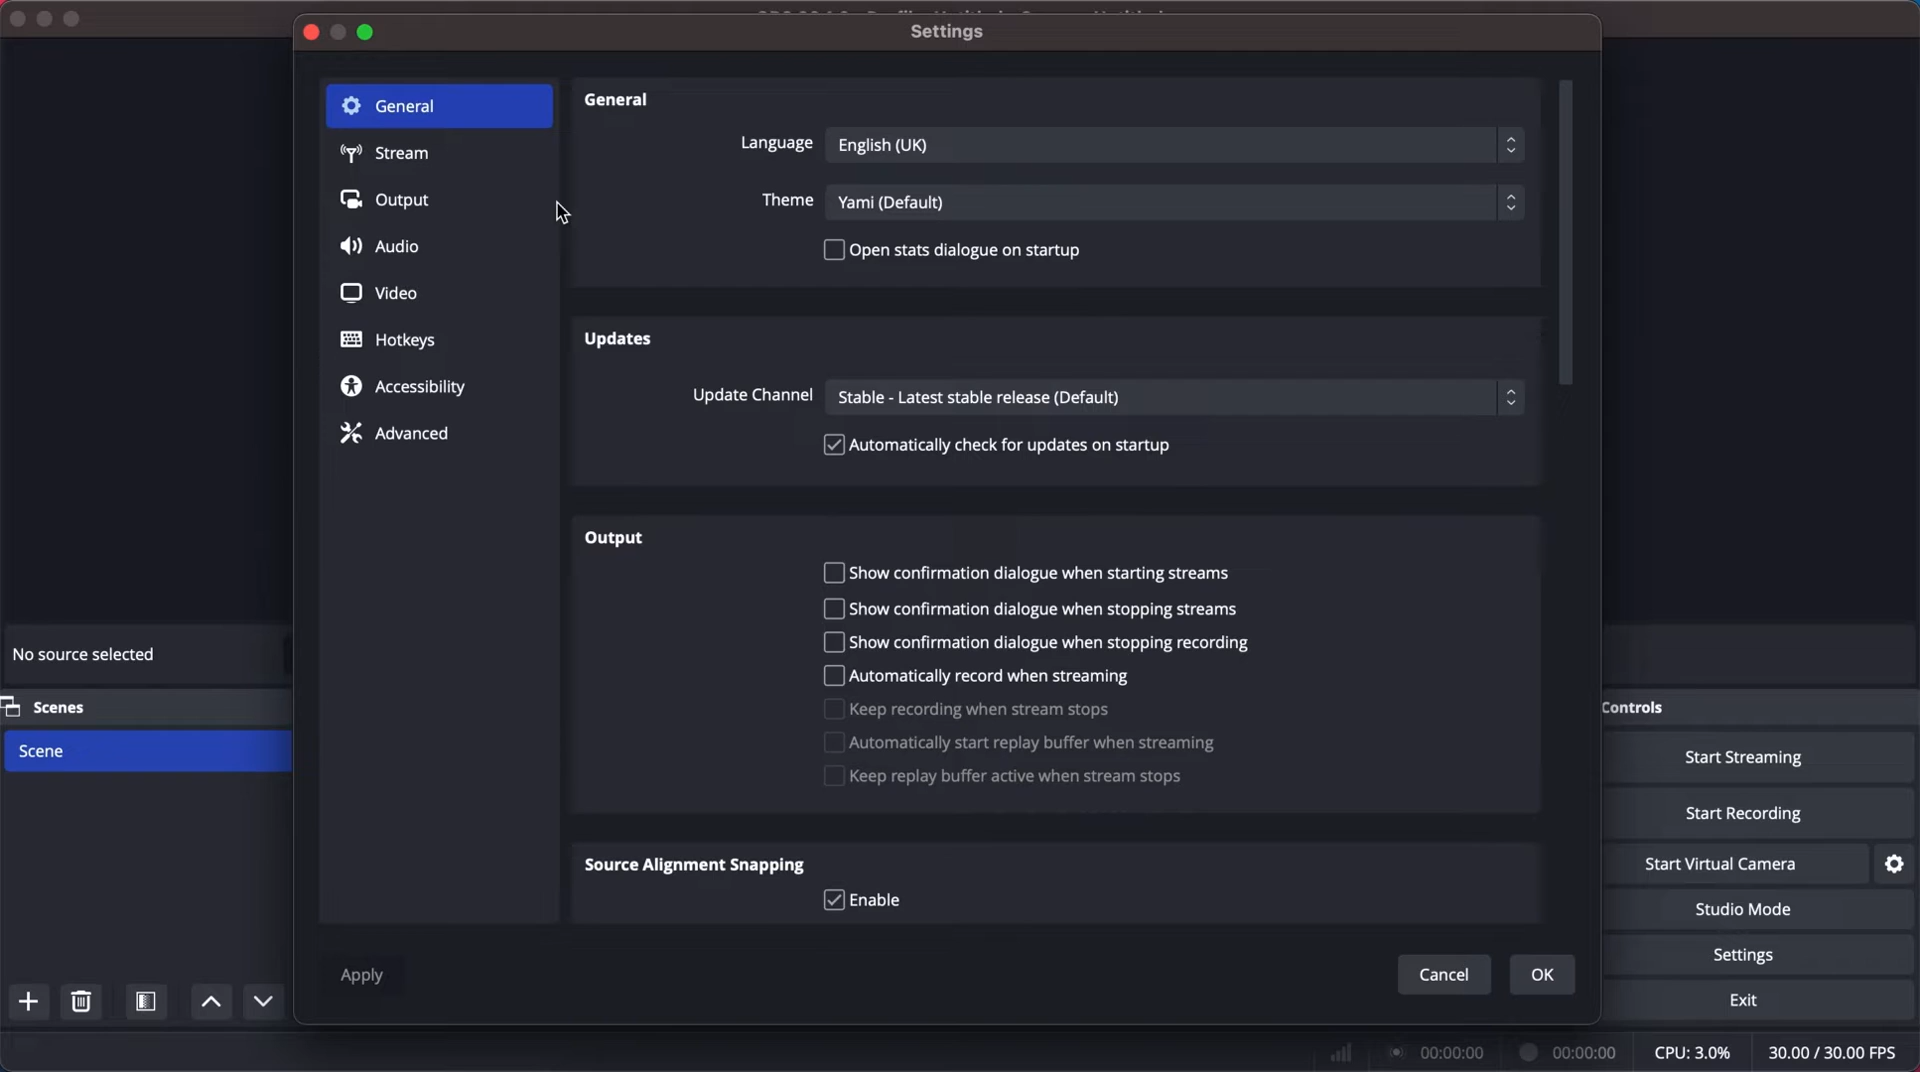 Settings
General
Stream
Output
Audio
Video
Hotkeys
Accessibility
Advanced
General
Language English (UK)
Theme Yami (Default)
Open stats dialogue on startup
Updates
Update Channel Stable - Latest stable release (Default)
Automatically check for updates on startup
Output
Show confirmation dialogue when starting streams
Show confirmation dialogue when stopping streams
Show confirmation dialogue when stopping recording
Automatically record when streaming
Keep recording when stream stops
Automatically start replay buffer when streaming
Keep replay buffer active when stream stops
Source Alignment Snapping
Enable
Apply
Cancel
OK
No source selected
Scenes
Scene
Controls
Start Streaming
Start Recording
Start Virtual Camera
Studio Mode
Settings
Exit
00:00:00
00:00:00
CPU: 3.0%
30.00 / 30.00 FPS